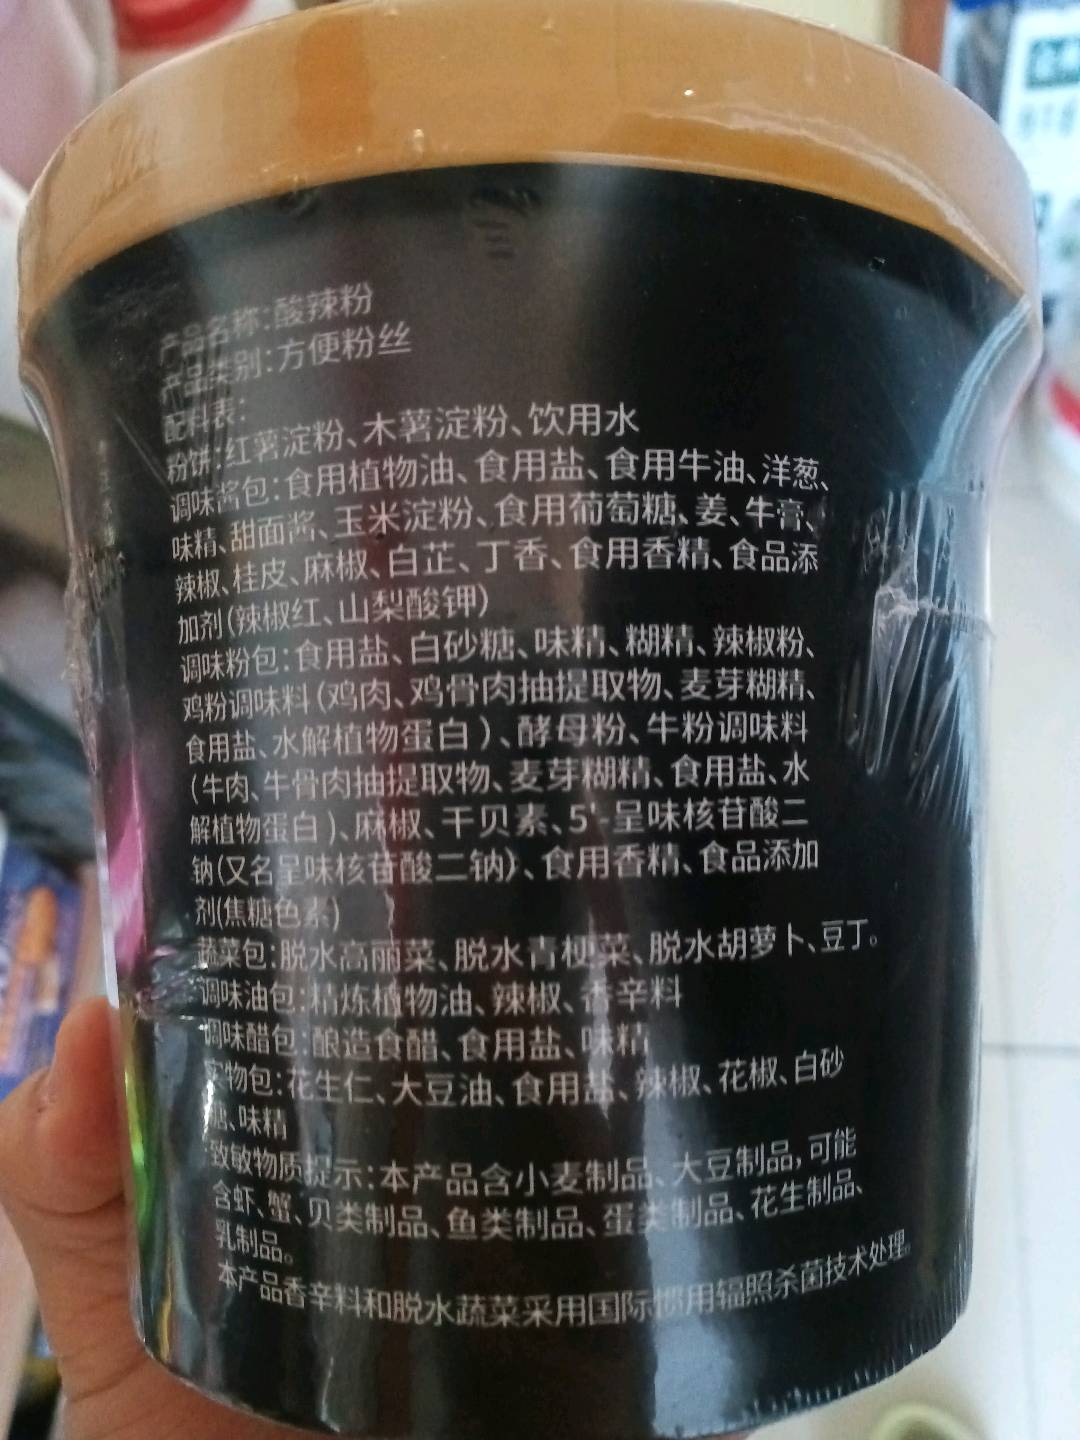 产品名称:酸辣粉
产品类别:方便粉丝
配料表:
粉饼:红薯淀粉、木薯淀粉、饮用水
调味酱包:食用植物油、食用盐、食用牛油、洋葱、
味精、甜面酱、玉米淀粉、食用葡萄糖、姜、牛膏、
辣椒、桂皮、麻椒、白芷、丁香、食用香精、食品添
加剂(辣椒红、山梨酸钾)
调味粉包:食用盐、白砂糖、味精、糊精、辣椒粉、
鸡粉调味料(鸡肉、鸡骨肉抽提取物、麦芽糊精、
食用盐、水解植物蛋白)、酵母粉、牛粉调味料
(牛肉、牛骨肉抽提取物、麦芽糊精、食用盐、水
解植物蛋白)、麻椒、干贝素、5'-呈味核苷酸二
钠(又名呈味核苷酸二钠)、食用香精、食品添加
剂(焦糖色素)
蔬菜包:脱水高丽菜、脱水青梗菜、脱水胡萝卜、豆丁。
调味油包:精炼植物油、辣椒、香辛料
调味醋包:酿造食醋、食用盐、味精
实物包:花生仁、大豆油、食用盐、辣椒、花椒、白砂
糖、味精
致敏物质提示:本产品含小麦制品、大豆制品,可能
含虾、蟹、贝类制品、鱼类制品、蛋类制品、花生制品、
乳制品。
本产品香辛料和脱水蔬菜采用国际惯用辐照杀菌技术处理。